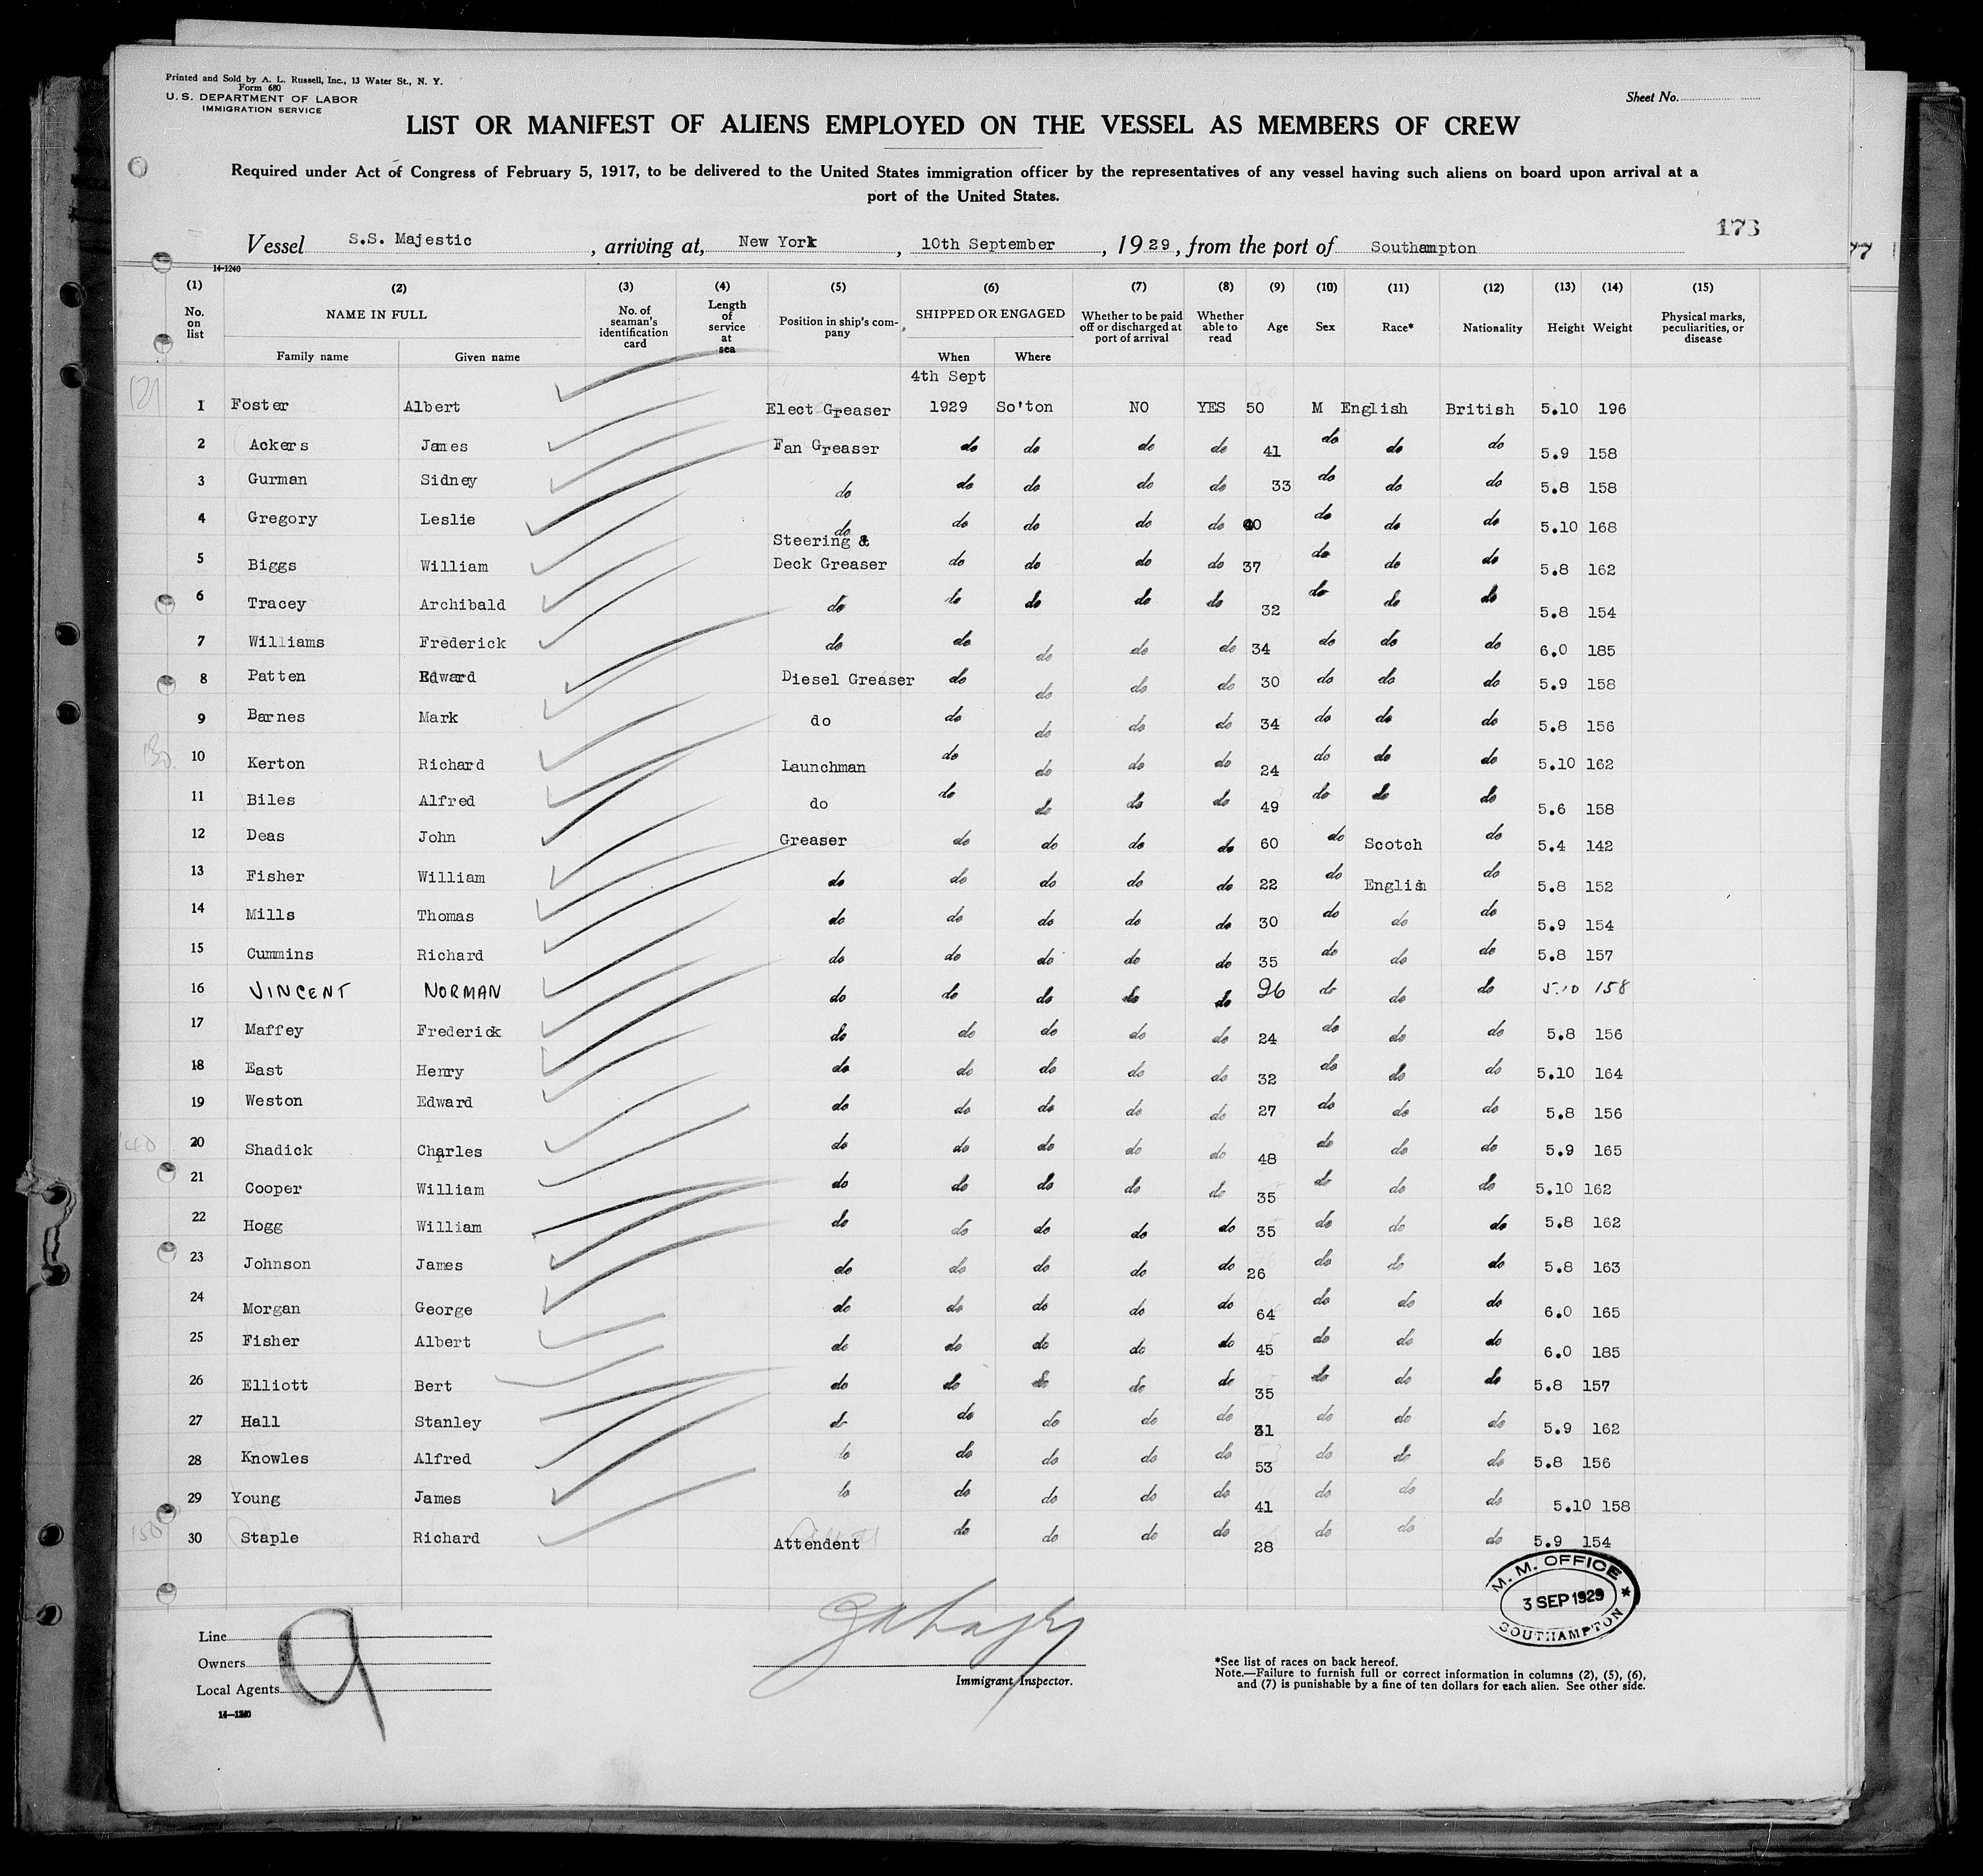 Printed and Sold by A. L. Russell, Inc., 13 Water St., N. Y.
Form 680
U. S. DEPARTMENT OF LABOR
IMMIGRATION SERVICE
Sheet No.
LIST OR MANIFEST OF ALIENS EMPLOYED ON THE VESSEL AS MEMBERS OF CREW
Required under Act of Congress of February 5, 1917, to be delivered to the United States immigration officer by the representatives of any vessel having such aliens on board upon arrival at a
port of the United States.
173
Vessel S.S. Majestic, arriving at, New York, 10th September, 1929, from the port of Southampton
77
14-1240
(1) (2) (3) (4) (5) (6) (7) (8) (9) (10) (11) (12) (13) (14) (15)
No. on list NAME IN FULL Family name Given name No. of seaman's identification card Length of service at sea Position in ship's company SHIPPED OR ENGAGED When Where Whether to be paid off or discharged at port of arrival Whether able to read Age Sex Race* Nationality Height Weight Physical marks, peculiarities, or disease
4th Sept
1 Foster Albert Elect Greaser 1929 So'ton NO YES 50 M English British 5.10 196
2 Ackers James Fan Greaser do do do do 41 do do do 5.9 158
3 Gurman Sidney do do do do do 33 do do do 5.8 158
4 Gregory Leslie do do do do do 40 do do do 5.10 168
5 Biggs William Steering & Deck Greaser do do do do 37 do do do 5.8 162
6 Tracey Archibald do do do do do 32 do do do 5.8 154
7 Williams Frederick do do do do do 34 do do do 6.0 185
8 Patten Edward Diesel Greaser do do do do 30 do do do 5.9 158
9 Barnes Mark do do do do do 34 do do do 5.8 156
10 Kerton Richard Launchman do do do do 24 do do do 5.10 162
11 Biles Alfred do do do do do 49 do do do 5.6 158
12 Deas John Greaser do do do do 60 do Scotch do 5.4 142
13 Fisher William do do do do do 22 do English do 5.8 152
14 Mills Thomas do do do do do 30 do do do 5.9 154
15 Cummins Richard do do do do do 35 do do do 5.8 157
16 VINCENT NORMAN do do do do do 26 do do do 5.10 158
17 Maffey Frederick do do do do do 24 do do do 5.8 156
18 East Henry do do do do do 32 do do do 5.10 164
19 Weston Edward do do do do do 27 do do do 5.8 156
20 Shadick Charles do do do do do 48 do do do 5.9 165
21 Cooper William do do do do do 35 do do do 5.10 162
22 Hogg William do do do do do 35 do do do 5.8 162
23 Johnson James do do do do do 26 do do do 5.8 163
24 Morgan George do do do do do 64 do do do 6.0 165
25 Fisher Albert do do do do do 45 do do do 6.0 185
26 Elliott Bert do do do do do 35 do do do 5.8 157
27 Hall Stanley do do do do do 31 do do do 5.9 162
28 Knowles Alfred do do do do do 53 do do do 5.8 156
29 Young James do do do do do 41 do do do 5.10 158
30 Staple Richard Attendent do do do do 28 do do do 5.9 154
M. M. OFFICE
3 SEP 1929
SOUTHAMPTON
Line
Owners
Local Agents
14-1240
Immigrant Inspector.
*See list of races on back hereof.
Note.—Failure to furnish full or correct information in columns (2), (5), (6),
and (7) is punishable by a fine of ten dollars for each alien. See other side.